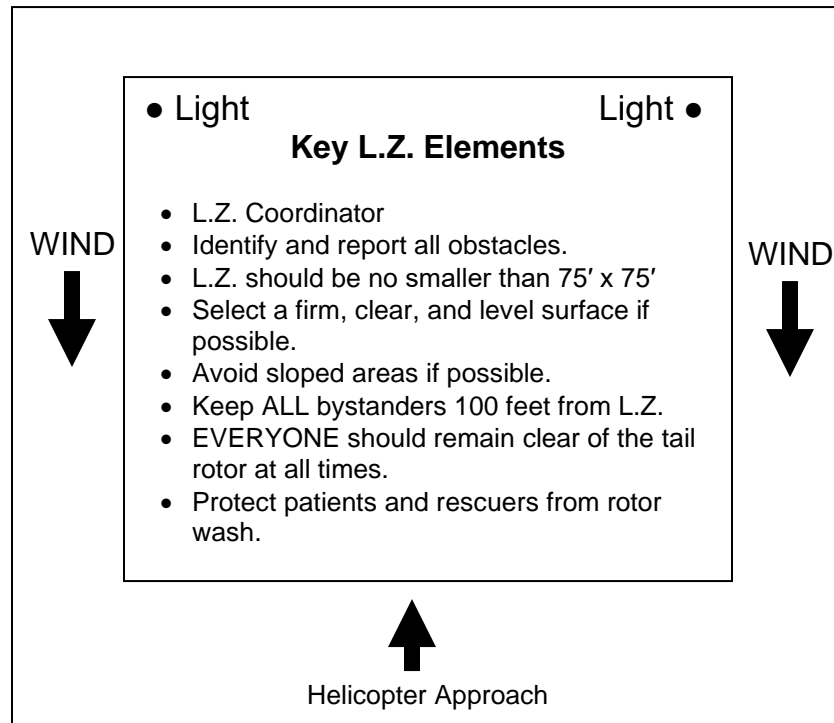 ● Light Light ●
Key L.Z. Elements
• L.Z. Coordinator
WIND
• Identify and report all obstacles.
WIND
• L.Z. should be no smaller than 75′ x 75′
• Select a firm, clear, and level surface if
possible.
• Avoid sloped areas if possible.
• Keep ALL bystanders 100 feet from L.Z.
• EVERYONE should remain clear of the tail
rotor at all times.
• Protect patients and rescuers from rotor
wash.
Helicopter Approach